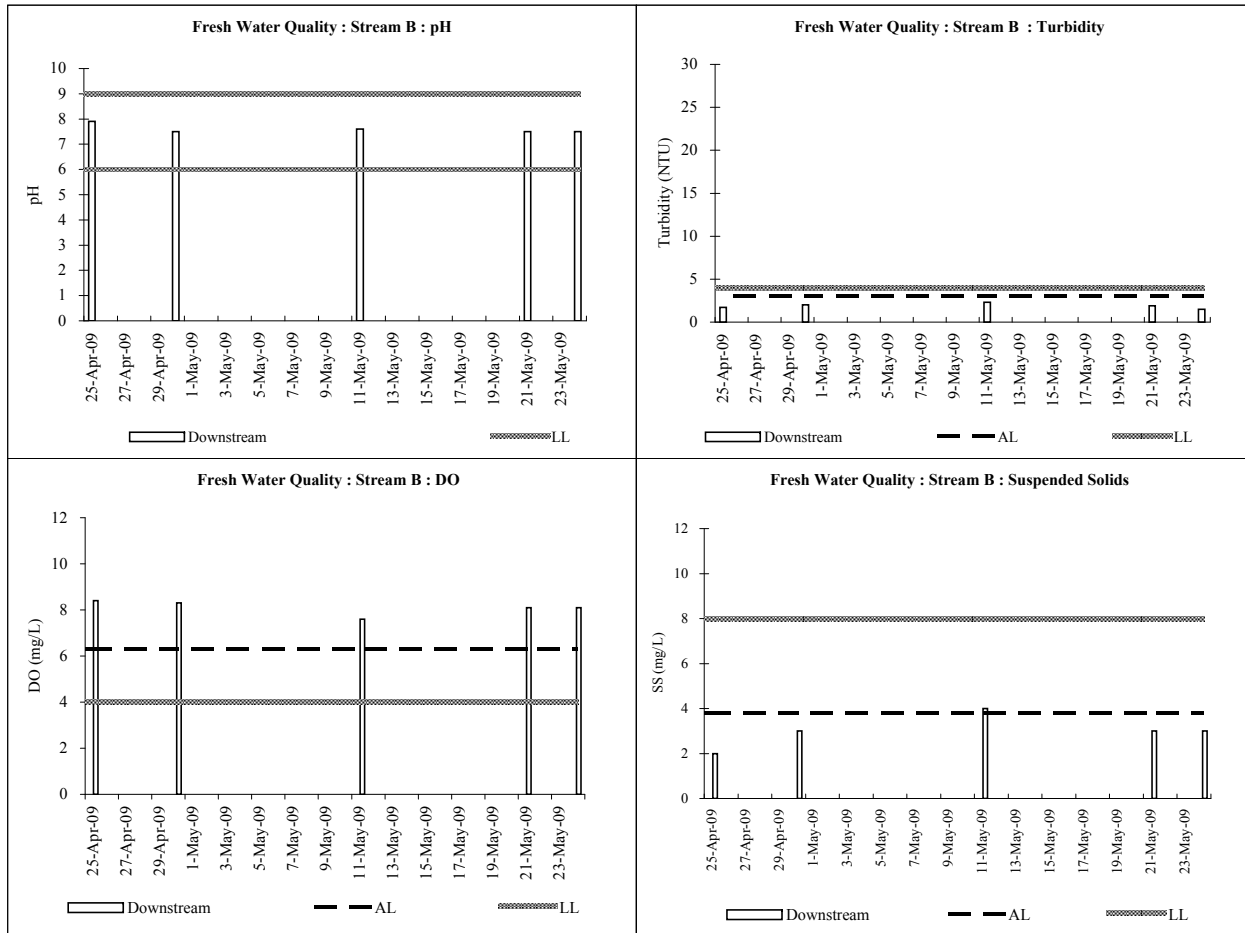 Fresh Water Quality : Stream B : pH
10
9
8
7
6
5
4
3
2
1
0
pH
25-Apr-09
27-Apr-09
29-Apr-09
1-May-09
3-May-09
5-May-09
7-May-09
9-May-09
11-May-09
13-May-09
15-May-09
17-May-09
19-May-09
21-May-09
23-May-09
Downstream LL
Fresh Water Quality : Stream B : Turbidity
30
25
20
15
10
5
0
Turbidity (NTU)
25-Apr-09
27-Apr-09
29-Apr-09
1-May-09
3-May-09
5-May-09
7-May-09
9-May-09
11-May-09
13-May-09
15-May-09
17-May-09
19-May-09
21-May-09
23-May-09
Downstream AL LL
Fresh Water Quality : Stream B : DO
12
10
8
6
4
2
0
DO (mg/L)
25-Apr-09
27-Apr-09
29-Apr-09
1-May-09
3-May-09
5-May-09
7-May-09
9-May-09
11-May-09
13-May-09
15-May-09
17-May-09
19-May-09
21-May-09
23-May-09
Downstream AL LL
Fresh Water Quality : Stream B : Suspended Solids
12
10
8
6
4
2
0
SS (mg/L)
25-Apr-09
27-Apr-09
29-Apr-09
1-May-09
3-May-09
5-May-09
7-May-09
9-May-09
11-May-09
13-May-09
15-May-09
17-May-09
19-May-09
21-May-09
23-May-09
Downstream AL LL